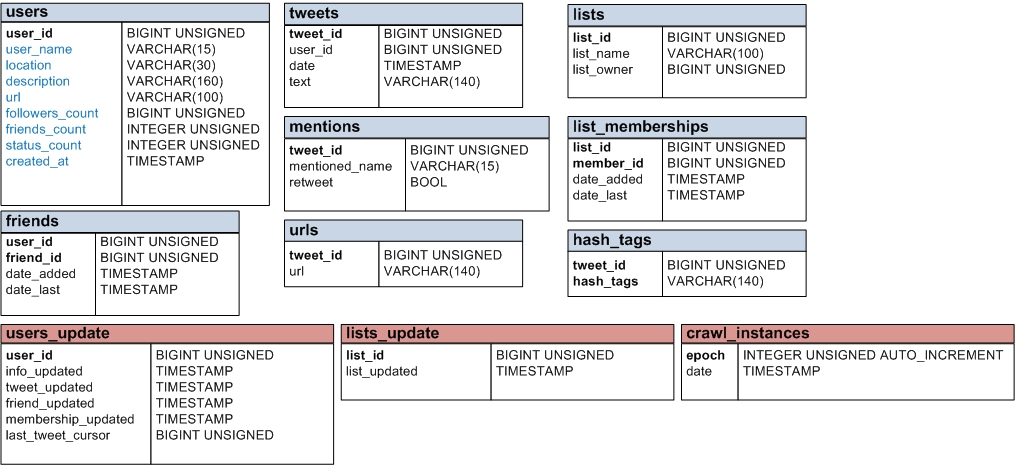 users
user_id BIGINT UNSIGNED
user_name VARCHAR(15)
location VARCHAR(30)
description VARCHAR(160)
url VARCHAR(100)
followers_count BIGINT UNSIGNED
friends_count INTEGER UNSIGNED
status_count INTEGER UNSIGNED
created_at TIMESTAMP
friends
user_id BIGINT UNSIGNED
friend_id BIGINT UNSIGNED
date_added TIMESTAMP
date_last TIMESTAMP
tweets
tweet_id BIGINT UNSIGNED
user_id BIGINT UNSIGNED
date TIMESTAMP
text VARCHAR(140)
mentions
tweet_id BIGINT UNSIGNED
mentioned_name VARCHAR(15)
retweet BOOL
urls
tweet_id BIGINT UNSIGNED
url VARCHAR(140)
lists
list_id BIGINT UNSIGNED
list_name VARCHAR(100)
list_owner BIGINT UNSIGNED
list_memberships
list_id BIGINT UNSIGNED
member_id BIGINT UNSIGNED
date_added TIMESTAMP
date_last TIMESTAMP
hash_tags
tweet_id BIGINT UNSIGNED
hash_tags VARCHAR(140)
users_update
user_id BIGINT UNSIGNED
info_updated TIMESTAMP
tweet_updated TIMESTAMP
friend_updated TIMESTAMP
membership_updated TIMESTAMP
last_tweet_cursor BIGINT UNSIGNED
lists_update
list_id BIGINT UNSIGNED
list_updated TIMESTAMP
crawl_instances
epoch INTEGER UNSIGNED AUTO_INCREMENT
date TIMESTAMP